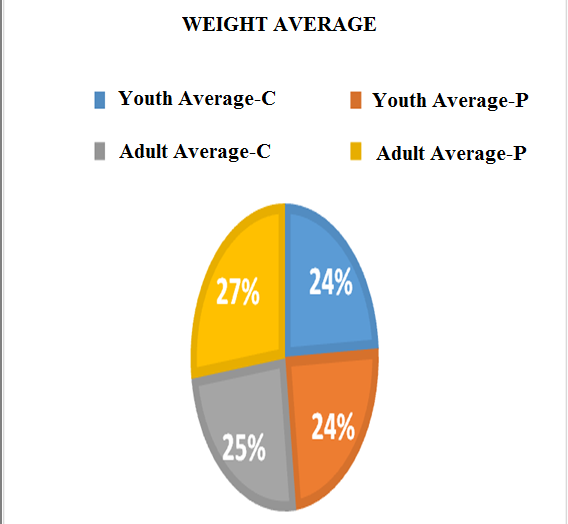 WEIGHT AVERAGE
Youth Average-C
Youth Average-P
Adult Average-C
Adult Average-P
27%
24%
25%
24%